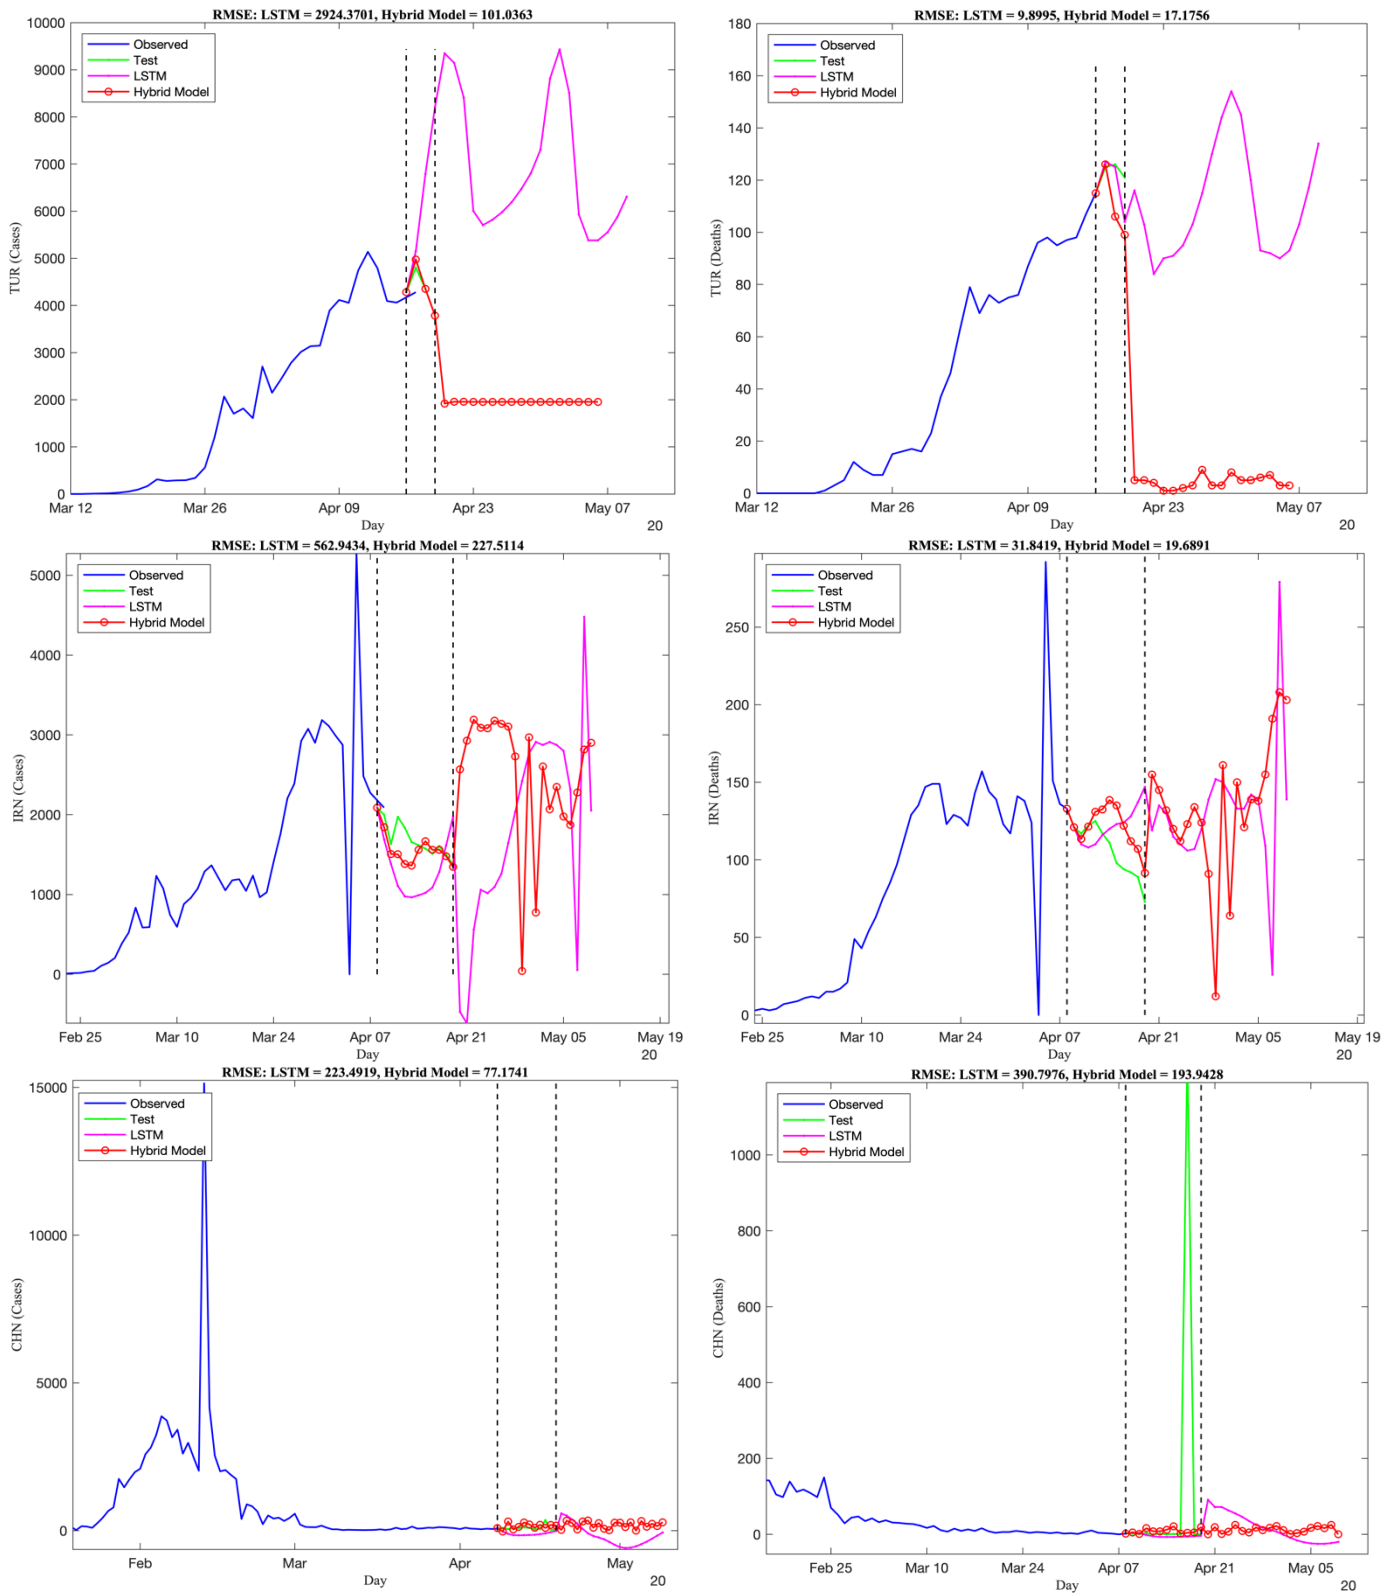 RMSE: LSTM = 2924.3701, Hybrid Model = 101.0363
Observed
Test
LSTM
Hybrid Model
10000
9000
8000
7000
6000
5000
4000
3000
2000
1000
0
TUR (Cases)
Mar 12
Mar 26
Apr 09
Apr 23
May 07
Day
20
RMSE: LSTM = 9.8995, Hybrid Model = 17.1756
Observed
Test
LSTM
Hybrid Model
180
160
140
120
100
80
60
40
20
0
TUR (Deaths)
Mar 12
Mar 26
Apr 09
Apr 23
May 07
Day
20
RMSE: LSTM = 562.9434, Hybrid Model = 227.5114
Observed
Test
LSTM
Hybrid Model
5000
4000
3000
2000
1000
0
IRN (Cases)
Feb 25
Mar 10
Mar 24
Apr 07
Apr 21
May 05
May 19
Day
20
RMSE: LSTM = 31.8419, Hybrid Model = 19.6891
Observed
Test
LSTM
Hybrid Model
250
200
150
100
50
0
IRN (Deaths)
Feb 25
Mar 10
Mar 24
Apr 07
Apr 21
May 05
May 19
Day
20
RMSE: LSTM = 223.4919, Hybrid Model = 77.1741
Observed
Test
LSTM
Hybrid Model
15000
10000
5000
0
CHN (Cases)
Feb
Mar
Apr
May
Day
20
RMSE: LSTM = 390.7976, Hybrid Model = 193.9428
Observed
Test
LSTM
Hybrid Model
1000
800
600
400
200
0
CHN (Deaths)
Feb 25
Mar 10
Mar 24
Apr 07
Apr 21
May 05
Day
20